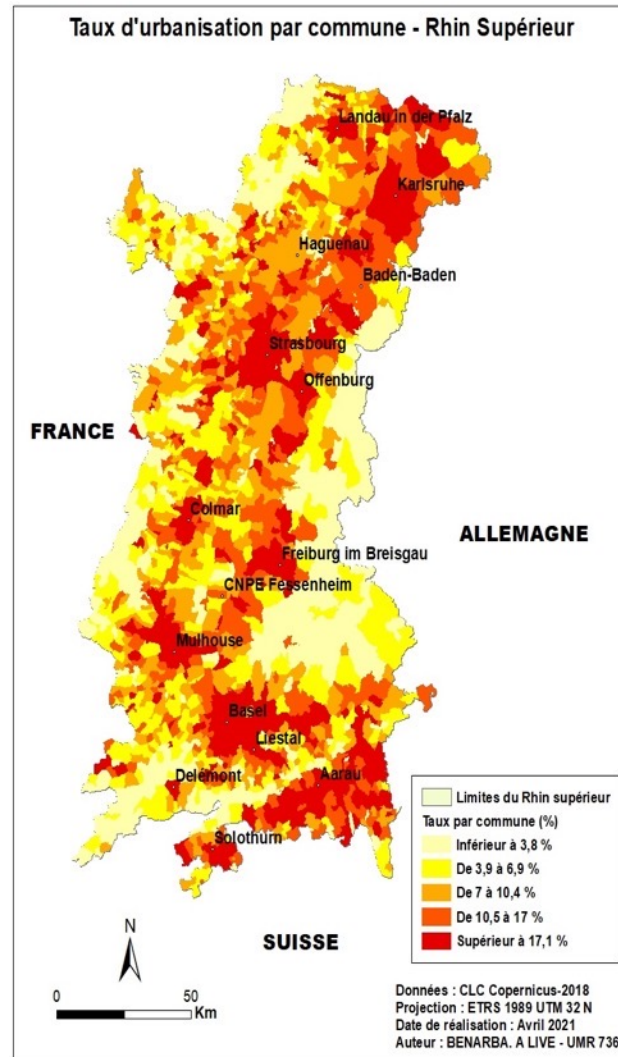 Taux d'urbanisation par commune - Rhin Supérieur
Landau in der Pfalz
Karlsruhe
Haguenau
Baden-Baden
Strasbourg
Offenburg
FRANCE
Colmar
ALLEMAGNE
Freiburg im Breisgau
CNPE Fessenheim
Mulhouse
Basel
Liestal
Delémont
Aarau
Solothurn
Limites du Rhin supérieur
Taux par commune (%)
Inférieur à 3,8 %
De 3,9 à 6,9 %
De 7 à 10,4 %
De 10,5 à 17 %
Supérieur à 17,1 %
N
SUISSE
0 50
Km
Données : CLC Copernicus-2018
Projection : ETRS 1989 UTM 32 N
Date de réalisation : Avril 2021
Auteur : BENARBA. A LIVE - UMR 736